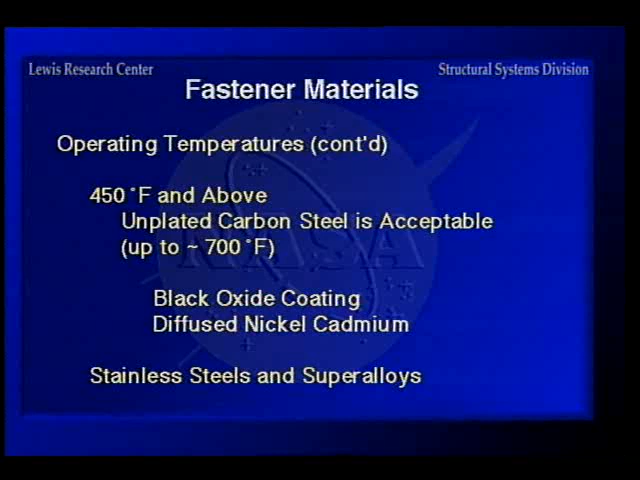 Lewis Research Center
Structural Systems Division
Fastener Materials
Operating Temperatures (cont'd)
450°F and Above
Unplated Carbon Steel is Acceptable
(up to ~ 700°F)
Black Oxide Coating
Diffused Nickel Cadmium
Stainless Steels and Superalloys
NASA